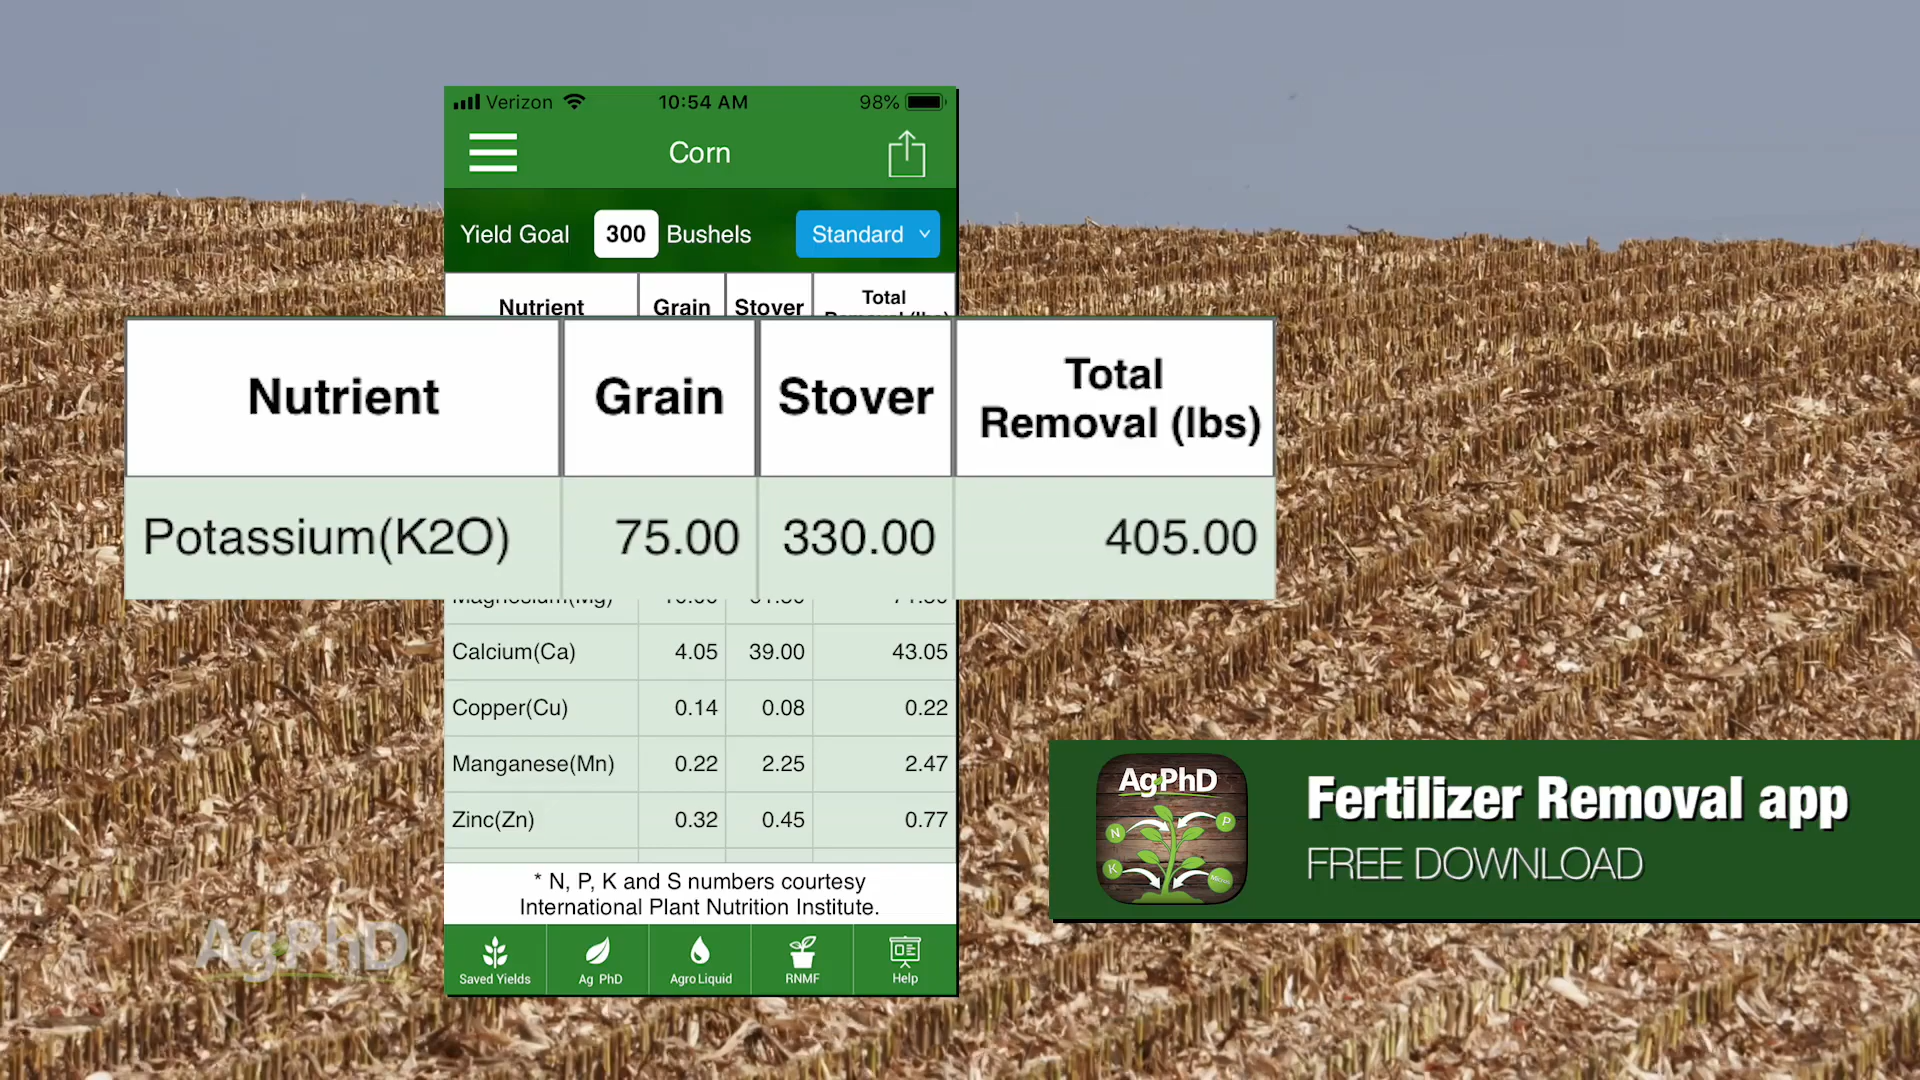 Verizon 10:54 AM 98%
Corn
Yield Goal 300 Bushels Standard
Nutrient Grain Stover Total
Nutrient Grain Stover Total Removal (lbs)
Potassium(K2O) 75.00 330.00 405.00
Calcium(Ca) 4.05 39.00 43.05
Copper(Cu) 0.14 0.08 0.22
Manganese(Mn) 0.22 2.25 2.47
Zinc(Zn) 0.32 0.45 0.77
* N, P, K and S numbers courtesy
International Plant Nutrition Institute.
Saved Yields Ag PhD Agro Liquid RNMF Help
AgPhD
AgPhD
N P K Micros
Fertilizer Removal app
FREE DOWNLOAD